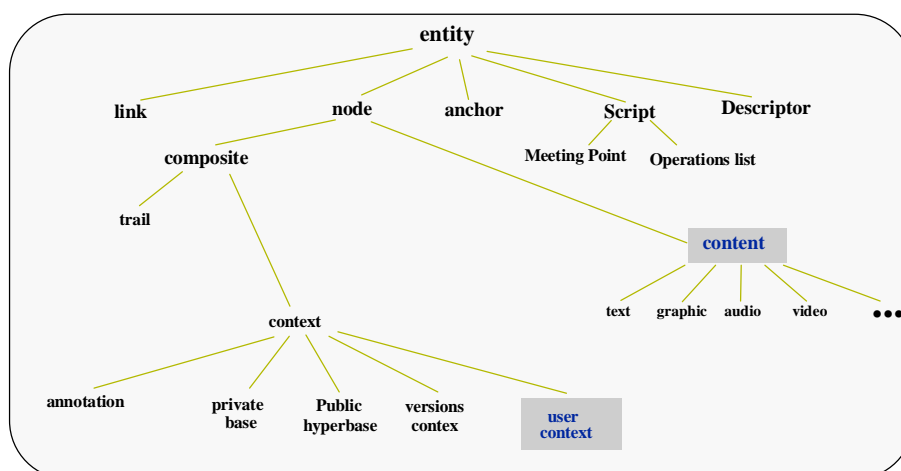 entity
link
node
anchor
Script
Descriptor
composite
Meeting Point
Operations list
trail
content
text
graphic
audio
video
•••
context
annotation
private
base
Public
hyperbase
versions
contex
user
context